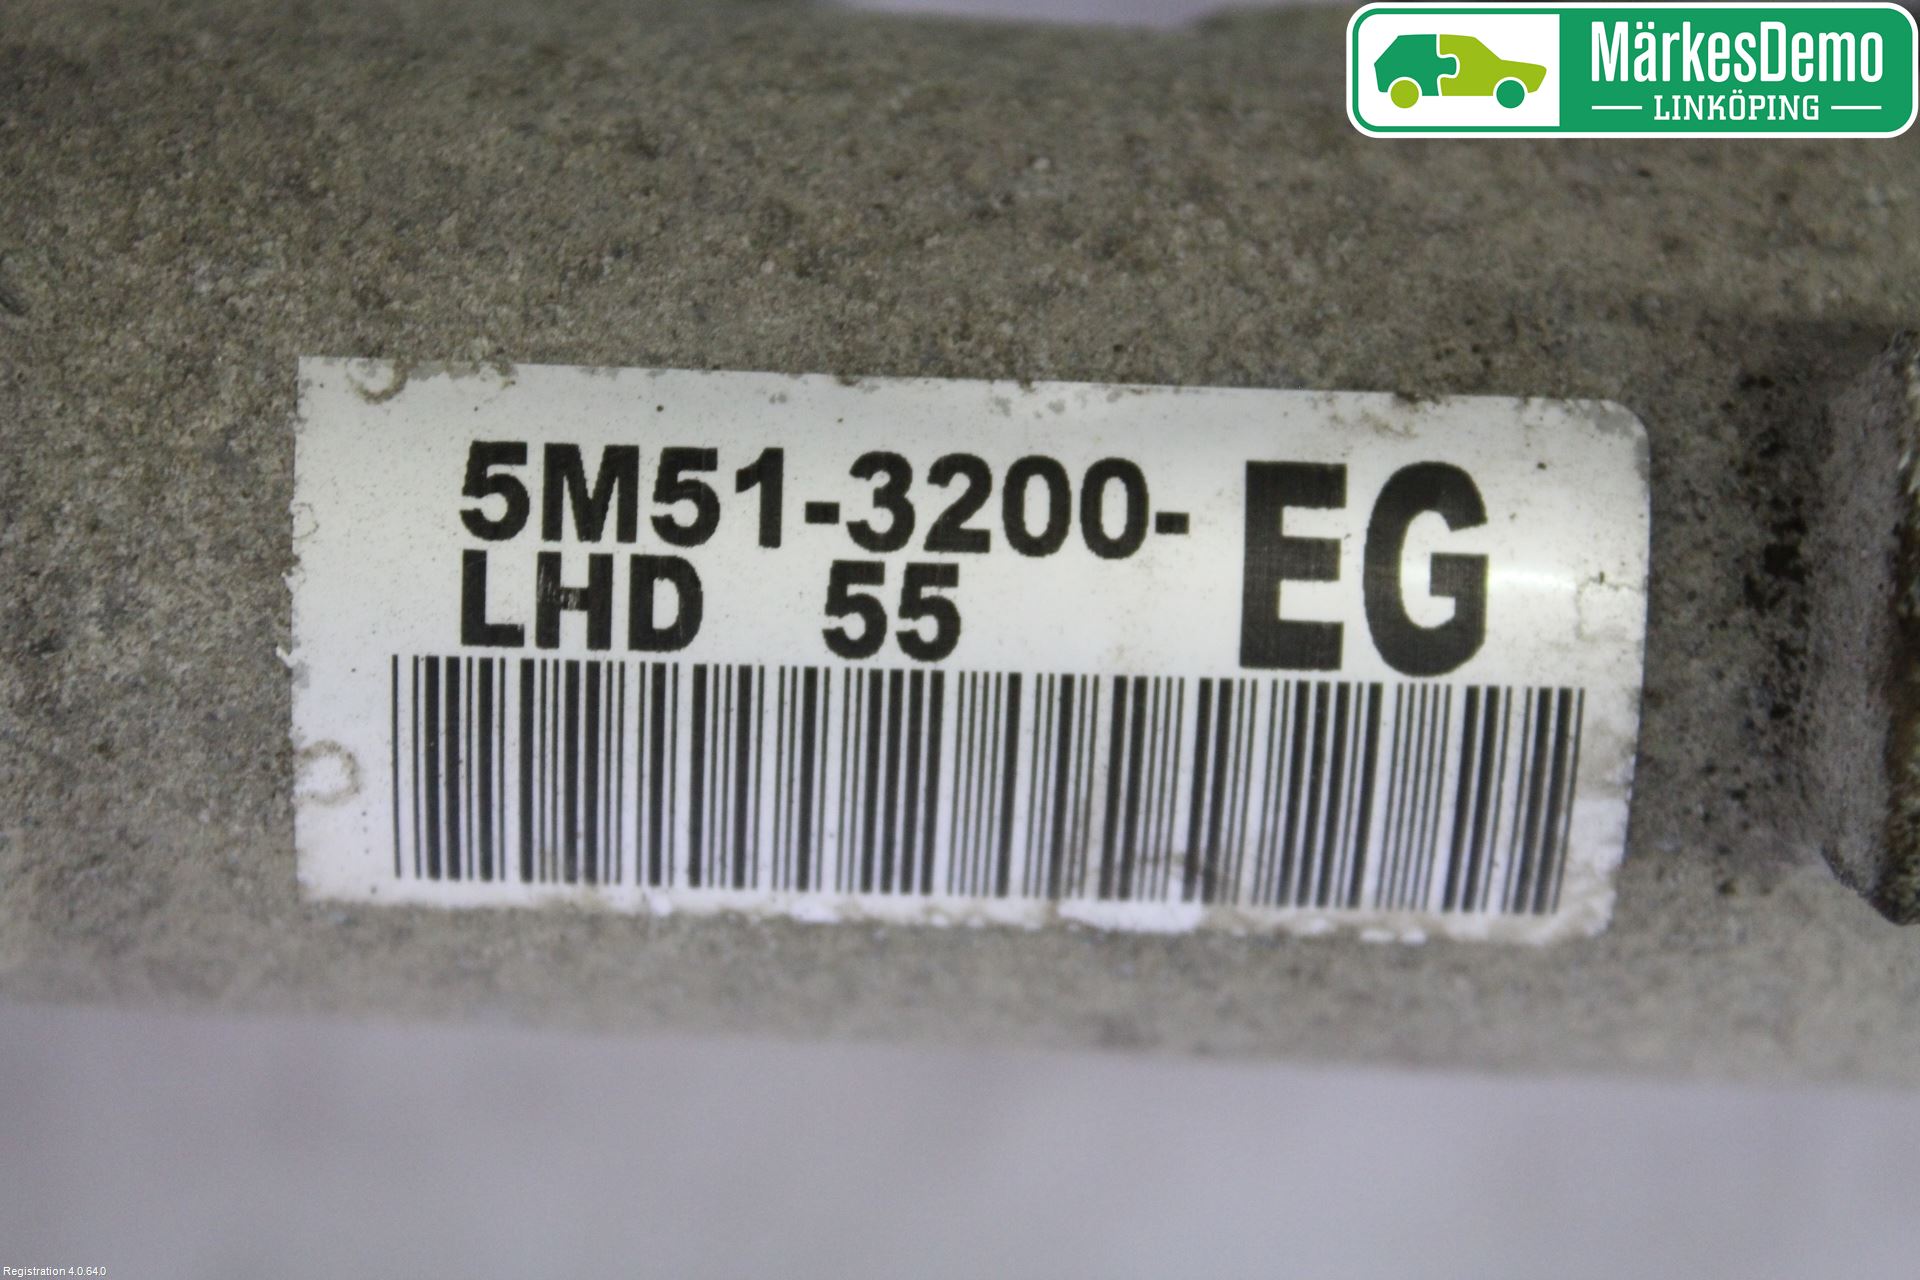 MärkesDemo
LINKÖPING
5M51-3200-EG
LHD 55
Registration 4.0.64.0